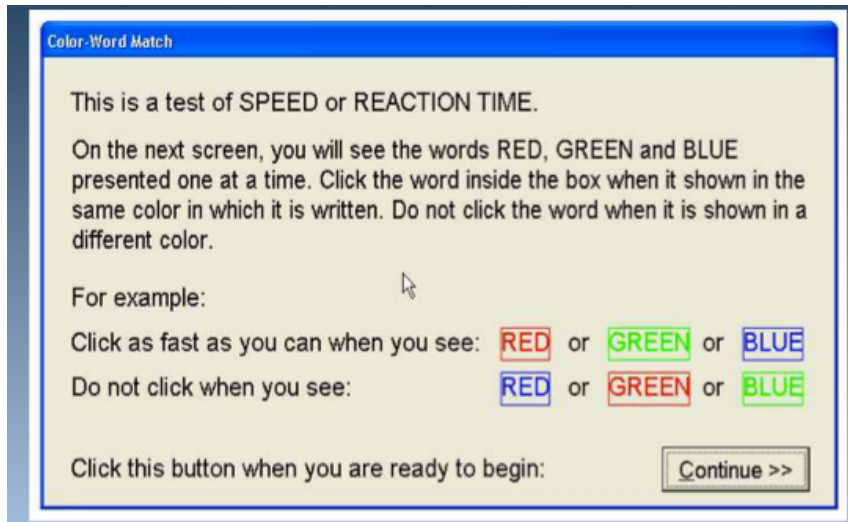 Color-Word Match
This is a test of SPEED or REACTION TIME.
On the next screen, you will see the words RED, GREEN and BLUE
presented one at a time. Click the word inside the box when it shown in the
same color in which it is written. Do not click the word when it is shown in a
different color.
For example:
Click as fast as you can when you see: RED or GREEN or BLUE
Do not click when you see: RED or GREEN or BLUE
Click this button when you are ready to begin: Continue >>